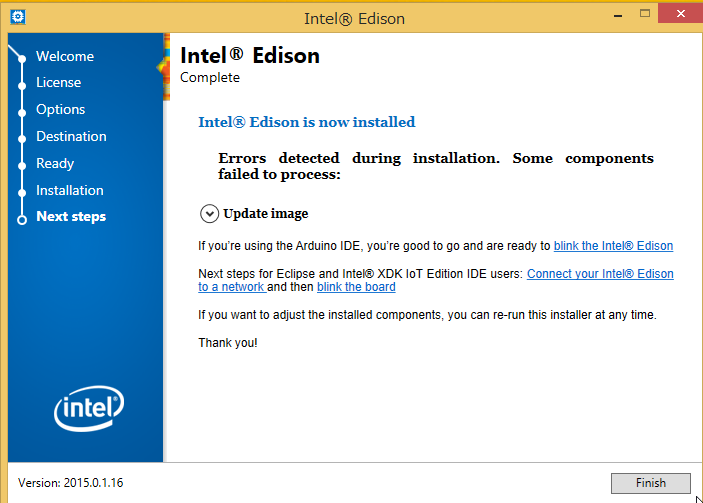 Intel® Edison
Welcome
License
Options
Destination
Ready
Installation
Next steps
Intel® Edison
Complete
Intel® Edison is now installed
Errors detected during installation. Some components
failed to process:
Update image
If you're using the Arduino IDE, you're good to go and are ready to blink the Intel® Edison
Next steps for Eclipse and Intel® XDK IoT Edition IDE users: Connect your Intel® Edison
to a network and then blink the board
If you want to adjust the installed components, you can re-run this installer at any time.
Thank you!
intel®
Version: 2015.0.1.16
Finish